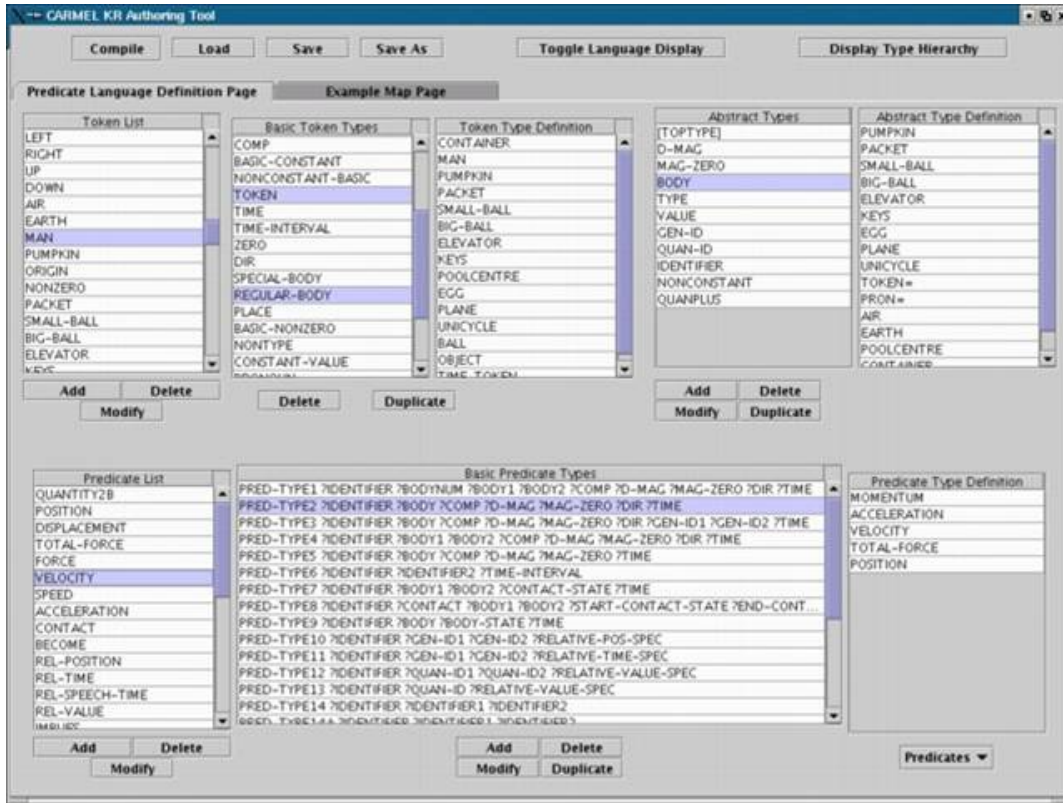 CARMEL KR Authoring Tool
Compile Load Save Save As Toggle Language Display Display Type Hierarchy
Predicate Language Definition Page Example Map Page
Token List
LEFT
RIGHT
UP
DOWN
AIR
EARTH
MAN
PUMPKIN
ORIGIN
NONZERO
PACKET
SMALL-BALL
BIG-BALL
ELEVATOR
KEYS
Add Delete
Modify
Basic Token Types
COMP
BASIC-CONSTANT
NONCONSTANT-BASIC
TOKEN
TIME
TIME-INTERVAL
ZERO
DIR
SPECIAL-BODY
REGULAR-BODY
PLACE
BASIC-NONZERO
NONTYPE
CONSTANT-VALUE
PRONOUN
Token Type Definition
CONTAINER
MAN
PUMPKIN
PACKET
SMALL-BALL
BIG-BALL
ELEVATOR
KEYS
POOLCENTRE
EGG
PLANE
UNICYCLE
BALL
OBJECT
TIME-TOKEN
Delete Duplicate
Abstract Types
[TOPTYPE]
D-MAG
MAG-ZERO
BODY
TYPE
VALUE
GEN-ID
QUAN-ID
IDENTIFIER
NONCONSTANT
QUANPLUS
Abstract Type Definition
PUMPKIN
PACKET
SMALL-BALL
BIG-BALL
ELEVATOR
KEYS
EGG
PLANE
UNICYCLE
TOKEN=
PRON=
AIR
EARTH
POOLCENTRE
CONTAINER
Add Delete
Modify Duplicate
Predicate List
QUANTITY2B
POSITION
DISPLACEMENT
TOTAL-FORCE
FORCE
VELOCITY
SPEED
ACCELERATION
CONTACT
BECOME
REL-POSITION
REL-TIME
REL-SPEECH-TIME
REL-VALUE
IMPLIES
Add Delete
Modify
Basic Predicate Types
PRED-TYPE1 ?IDENTIFIER ?BODYNUM ?BODY1 ?BODY2 ?COMP ?D-MAG ?MAG-ZERO ?DIR ?TIME
PRED-TYPE2 ?IDENTIFIER ?BODY ?COMP ?D-MAG ?MAG-ZERO ?DIR ?TIME
PRED-TYPE3 ?IDENTIFIER ?BODY ?COMP ?D-MAG ?MAG-ZERO ?DIR ?GEN-ID1 ?GEN-ID2 ?TIME
PRED-TYPE4 ?IDENTIFIER ?BODY1 ?BODY2 ?COMP ?D-MAG ?MAG-ZERO ?DIR ?TIME
PRED-TYPE5 ?IDENTIFIER ?BODY ?COMP ?D-MAG ?MAG-ZERO ?TIME
PRED-TYPE6 ?IDENTIFIER ?IDENTIFIER2 ?TIME-INTERVAL
PRED-TYPE7 ?IDENTIFIER ?BODY1 ?BODY2 ?CONTACT-STATE ?TIME
PRED-TYPE8 ?IDENTIFIER ?CONTACT ?BODY1 ?BODY2 ?START-CONTACT-STATE ?END-CONT...
PRED-TYPE9 ?IDENTIFIER ?BODY ?BODY-STATE ?TIME
PRED-TYPE10 ?IDENTIFIER ?GEN-ID1 ?GEN-ID2 ?RELATIVE-POS-SPEC
PRED-TYPE11 ?IDENTIFIER ?GEN-ID1 ?GEN-ID2 ?RELATIVE-TIME-SPEC
PRED-TYPE12 ?IDENTIFIER ?QUAN-ID1 ?QUAN-ID2 ?RELATIVE-VALUE-SPEC
PRED-TYPE13 ?IDENTIFIER ?QUAN-ID ?RELATIVE-VALUE-SPEC
PRED-TYPE14 ?IDENTIFIER ?IDENTIFIER1 ?IDENTIFIER2
PRED-TYPE14A ?IDENTIFIER ?IDENTIFIER1 ?IDENTIFIER2
Add Delete
Modify Duplicate
Predicate Type Definition
MOMENTUM
ACCELERATION
VELOCITY
TOTAL-FORCE
POSITION
Predicates